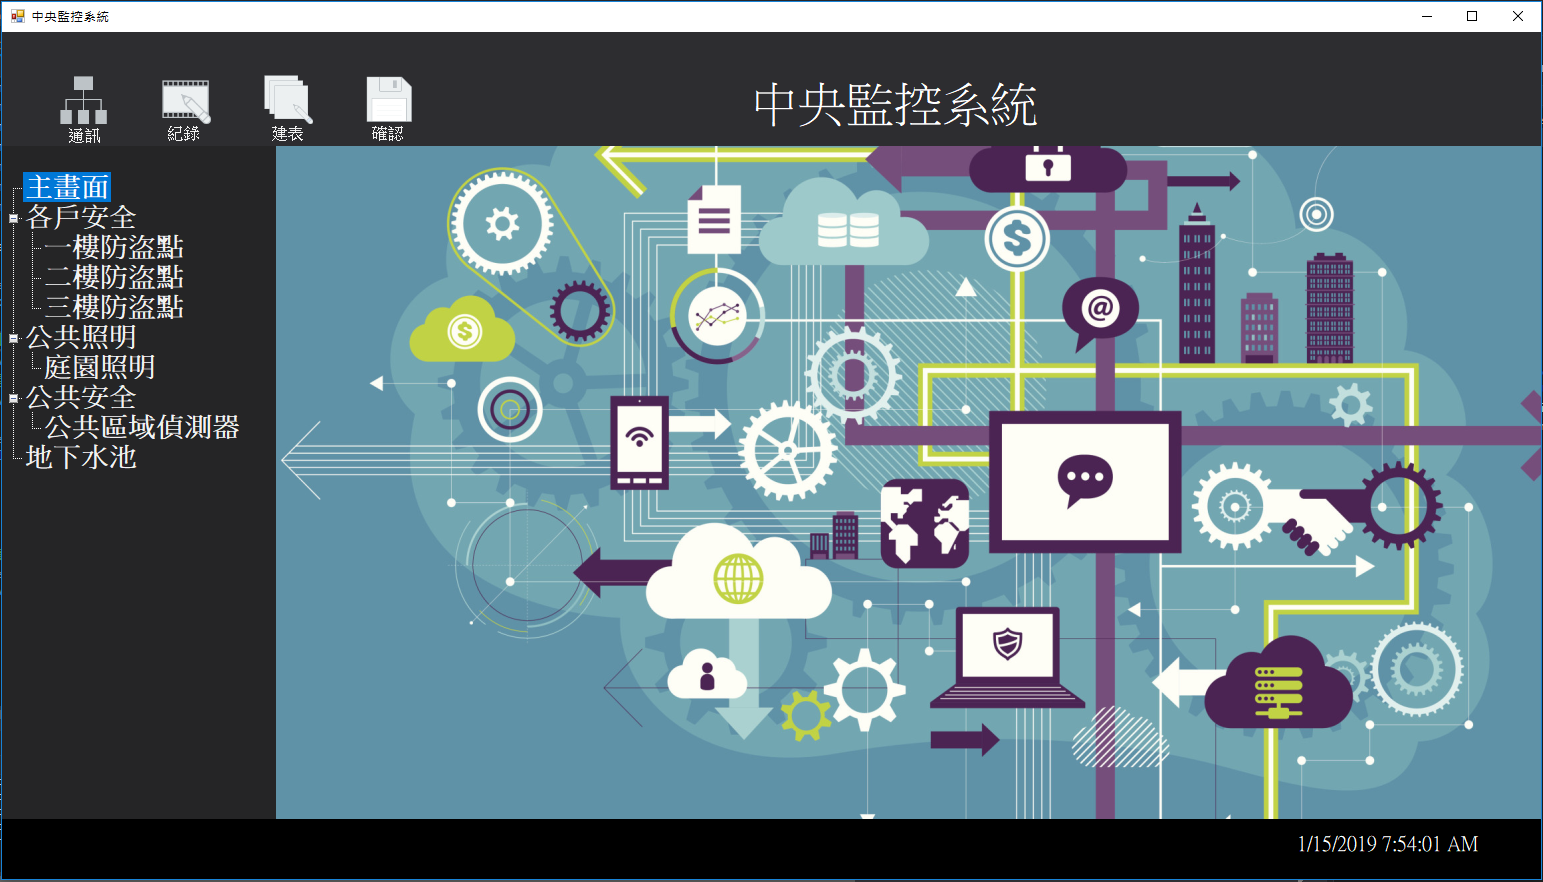 中央監控系統
通訊
紀錄
建表
確認
中央監控系統
主畫面
各戶安全
一樓防盜點
二樓防盜點
三樓防盜點
公共照明
庭園照明
公共安全
公共區域偵測器
地下水池
$
$
@
1/15/2019 7:54:01 AM